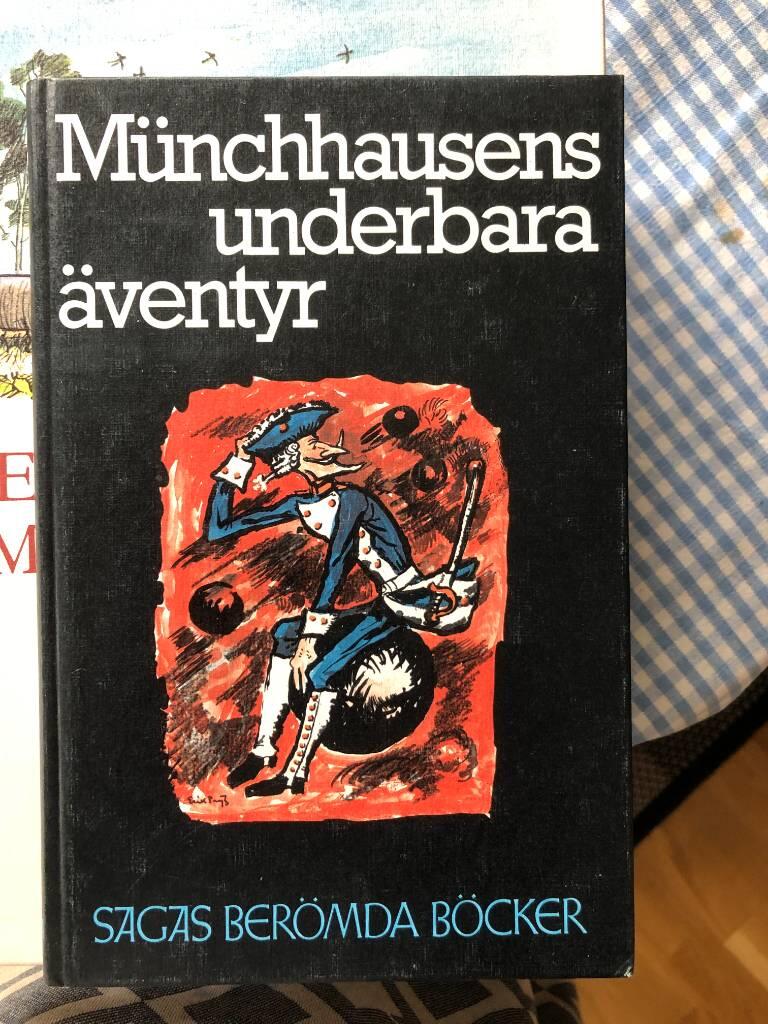 Münchhausens
underbara
äventyr
SAGAS BERÖMDA BÖCKER
E
M